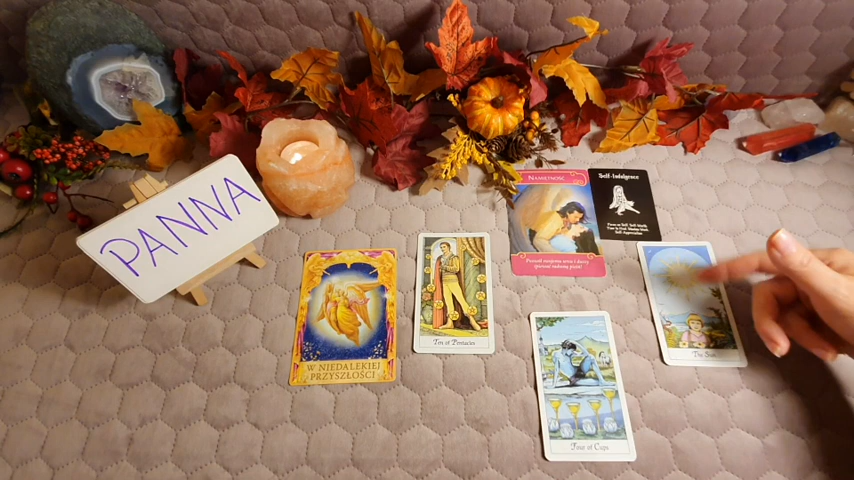 PANNA
W NIEDALEKIEJ
PRZYSZŁOŚCI
Ten of Pentacles
NAMIĘTNOŚĆ
Self-Indulgence
Four of Cups
The Sun